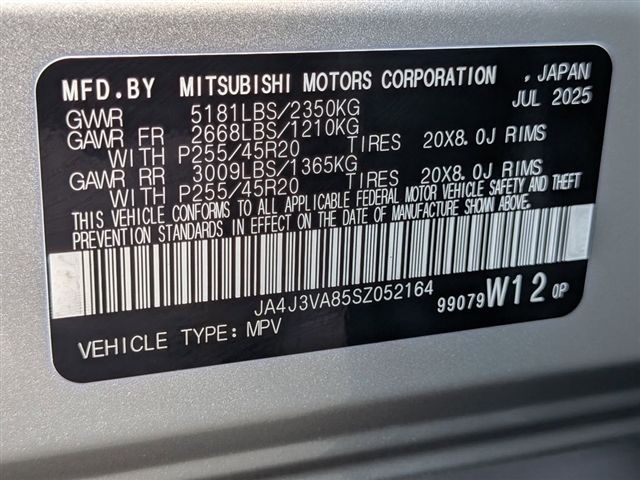 MFD.BY MITSUBISHI MOTORS CORPORATION , JAPAN
GVWR 5181LBS/2350KG JUL 2025
GAWR FR 2668LBS/1210KG
WITH P255/45R20 TIRES 20X8.0J RIMS
GAWR RR 3009LBS/1365KG
WITH P255/45R20 TIRES 20X8.0J RIMS
THIS VEHICLE CONFORMS TO ALL APPLICABLE FEDERAL MOTOR VEHICLE SAFETY AND THEFT
PREVENTION STANDARDS IN EFFECT ON THE DATE OF MANUFACTURE SHOWN ABOVE.
JA4J3VA85SZ052164
99079 W12 QP
VEHICLE TYPE: MPV